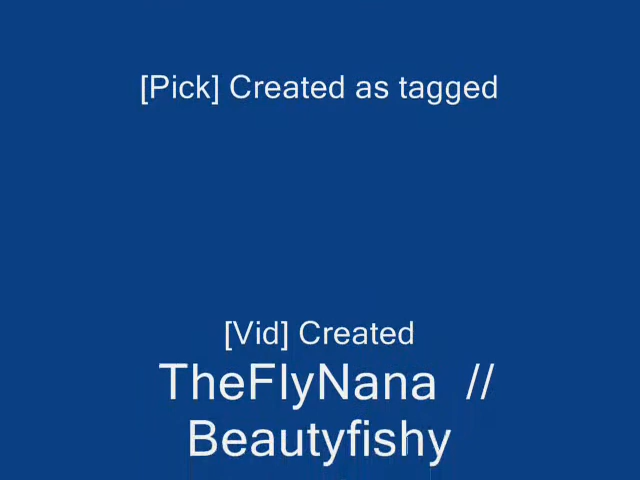 [Pick] Created as tagged
[Vid] Created
TheFlyNana //
Beautyfishy